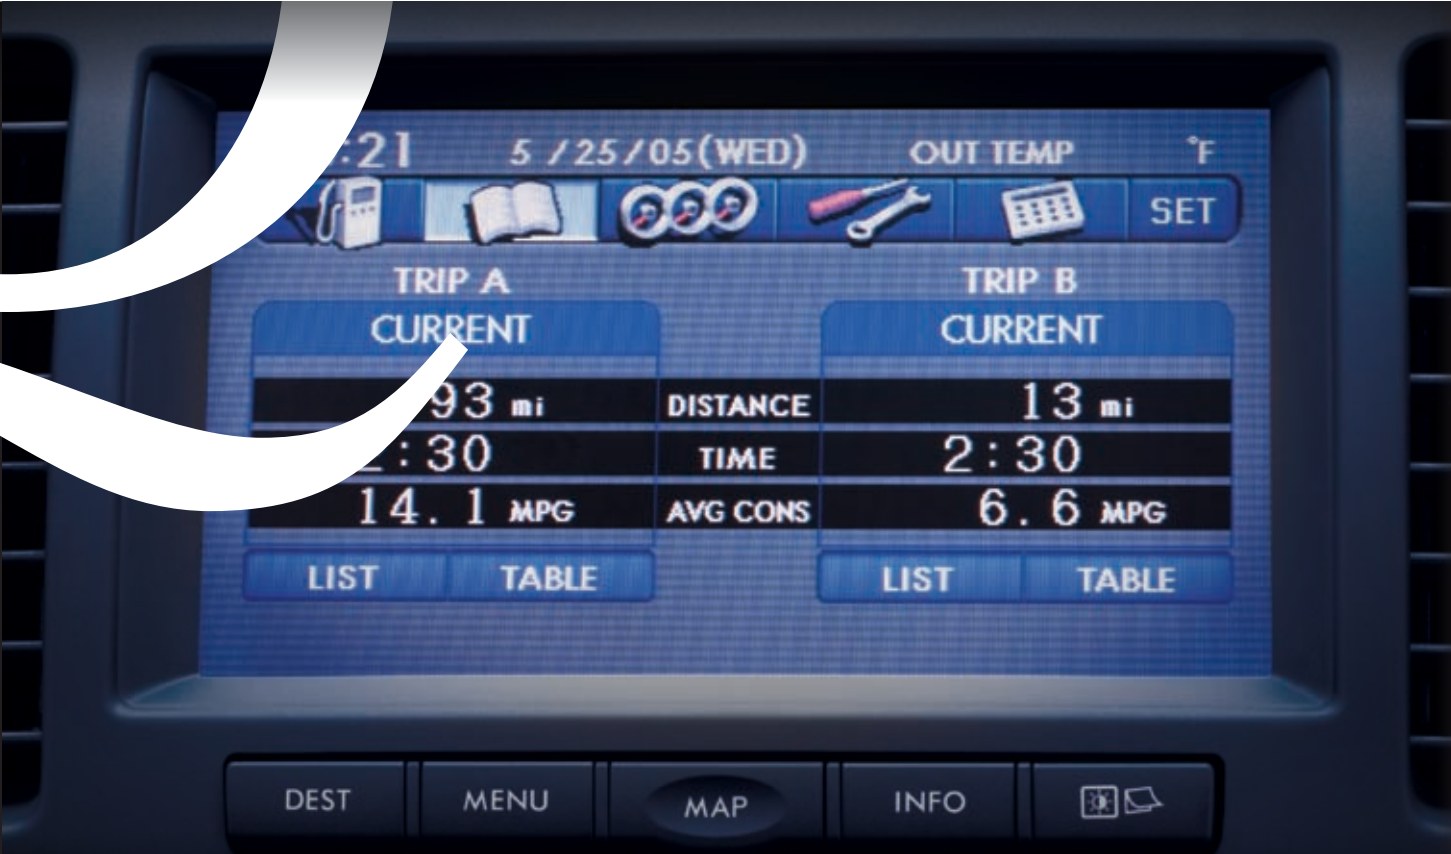 :21 5 / 25 / 05 (WED) OUT TEMP °F
SET
TRIP A TRIP B
CURRENT CURRENT
93 mi DISTANCE 13 mi
:30 TIME 2:30
14.1 MPG AVG CONS 6.6 MPG
LIST TABLE LIST TABLE
DEST MENU MAP INFO